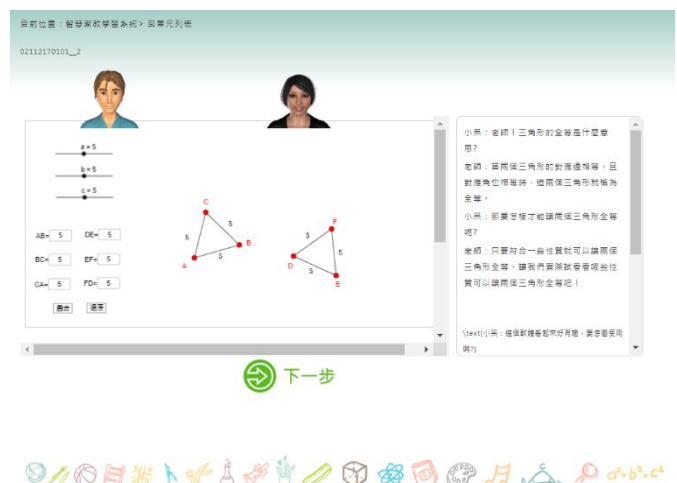 目前位置：智慧家教學習系統> 回單元列表
02112170101__2
a = 5
b = 5
c = 5
AB= 5 DE= 5
BC= 5 EF= 5
CA= 5 FD= 5
疊合 還原
C
5 5
B
A
5
F
5 5
D
5
E
小呆：老師！三角形的全等是什麼意
思?
老師：當兩個三角形的對應邊相等，且
對應角也相等時，這兩個三角形就稱為
全等。
小呆：那要怎樣才能讓兩個三角形全等
呢?
老師：只要符合一些性質就可以讓兩個
三角形全等，讓我們實際試看看哪些性
質可以讓兩個三角形全等吧！
\text(小呆：這個軟體看起來好有趣，要怎麼使用
啊?)
下一步
a²+b²=c²